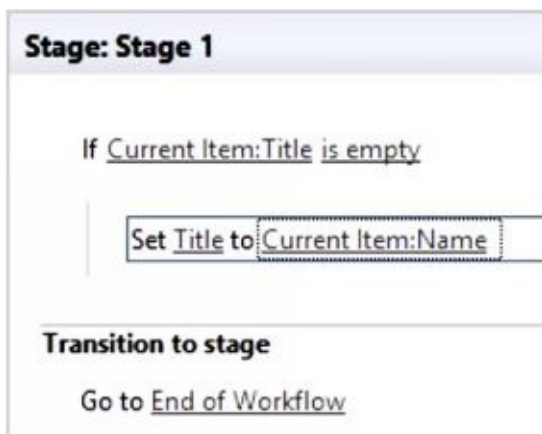 Stage: Stage 1
If Current Item:Title is empty
Set Title to Current Item:Name
Transition to stage
Go to End of Workflow